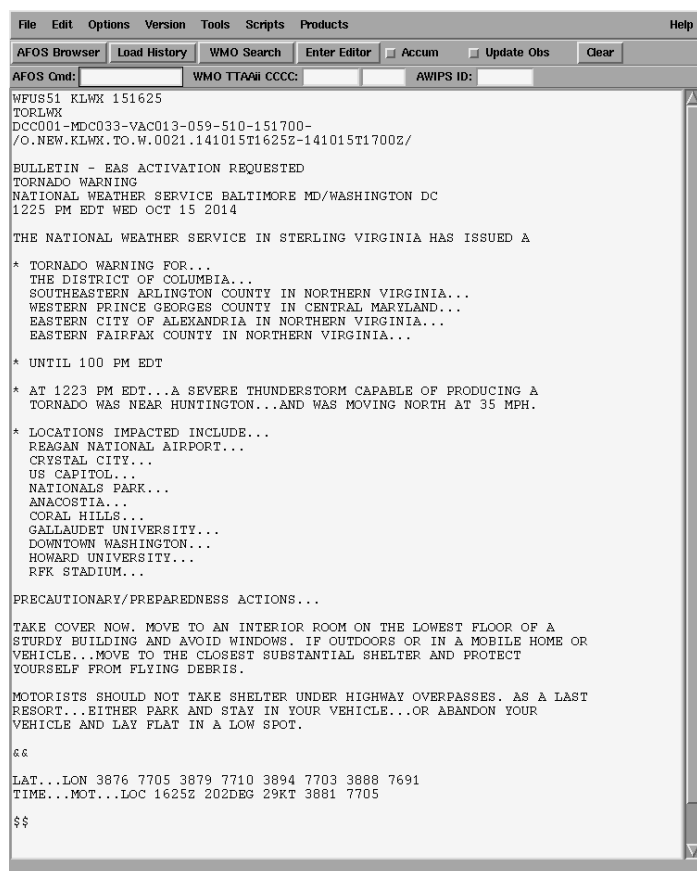 File Edit Options Version Tools Scripts Products Help
AFOS Browser Load History WMO Search Enter Editor Accum Update Obs Clear
AFOS Cmd: WMO TTAAii CCCC: AWIPS ID:
WFUS51 KLWX 151625
TORLWX
DCC001-MDC033-VAC013-059-510-151700-
/O.NEW.KLWX.TO.W.0021.141015T1625Z-141015T1700Z/
BULLETIN - EAS ACTIVATION REQUESTED
TORNADO WARNING
NATIONAL WEATHER SERVICE BALTIMORE MD/WASHINGTON DC
1225 PM EDT WED OCT 15 2014
THE NATIONAL WEATHER SERVICE IN STERLING VIRGINIA HAS ISSUED A
* TORNADO WARNING FOR...
THE DISTRICT OF COLUMBIA...
SOUTHEASTERN ARLINGTON COUNTY IN NORTHERN VIRGINIA...
WESTERN PRINCE GEORGES COUNTY IN CENTRAL MARYLAND...
EASTERN CITY OF ALEXANDRIA IN NORTHERN VIRGINIA...
EASTERN FAIRFAX COUNTY IN NORTHERN VIRGINIA...
* UNTIL 100 PM EDT
* AT 1223 PM EDT...A SEVERE THUNDERSTORM CAPABLE OF PRODUCING A
TORNADO WAS NEAR HUNTINGTON...AND WAS MOVING NORTH AT 35 MPH.
* LOCATIONS IMPACTED INCLUDE...
REAGAN NATIONAL AIRPORT...
CRYSTAL CITY...
US CAPITOL...
NATIONALS PARK...
ANACOSTIA...
CORAL HILLS...
GALLAUDET UNIVERSITY...
DOWNTOWN WASHINGTON...
HOWARD UNIVERSITY...
RFK STADIUM...
PRECAUTIONARY/PREPAREDNESS ACTIONS...
TAKE COVER NOW. MOVE TO AN INTERIOR ROOM ON THE LOWEST FLOOR OF A
STURDY BUILDING AND AVOID WINDOWS. IF OUTDOORS OR IN A MOBILE HOME OR
VEHICLE...MOVE TO THE CLOSEST SUBSTANTIAL SHELTER AND PROTECT
YOURSELF FROM FLYING DEBRIS.
MOTORISTS SHOULD NOT TAKE SHELTER UNDER HIGHWAY OVERPASSES. AS A LAST
RESORT...EITHER PARK AND STAY IN YOUR VEHICLE...OR ABANDON YOUR
VEHICLE AND LAY FLAT IN A LOW SPOT.
&&
LAT...LON 3876 7705 3879 7710 3894 7703 3888 7691
TIME...MOT...LOC 1625Z 202DEG 29KT 3881 7705
$$